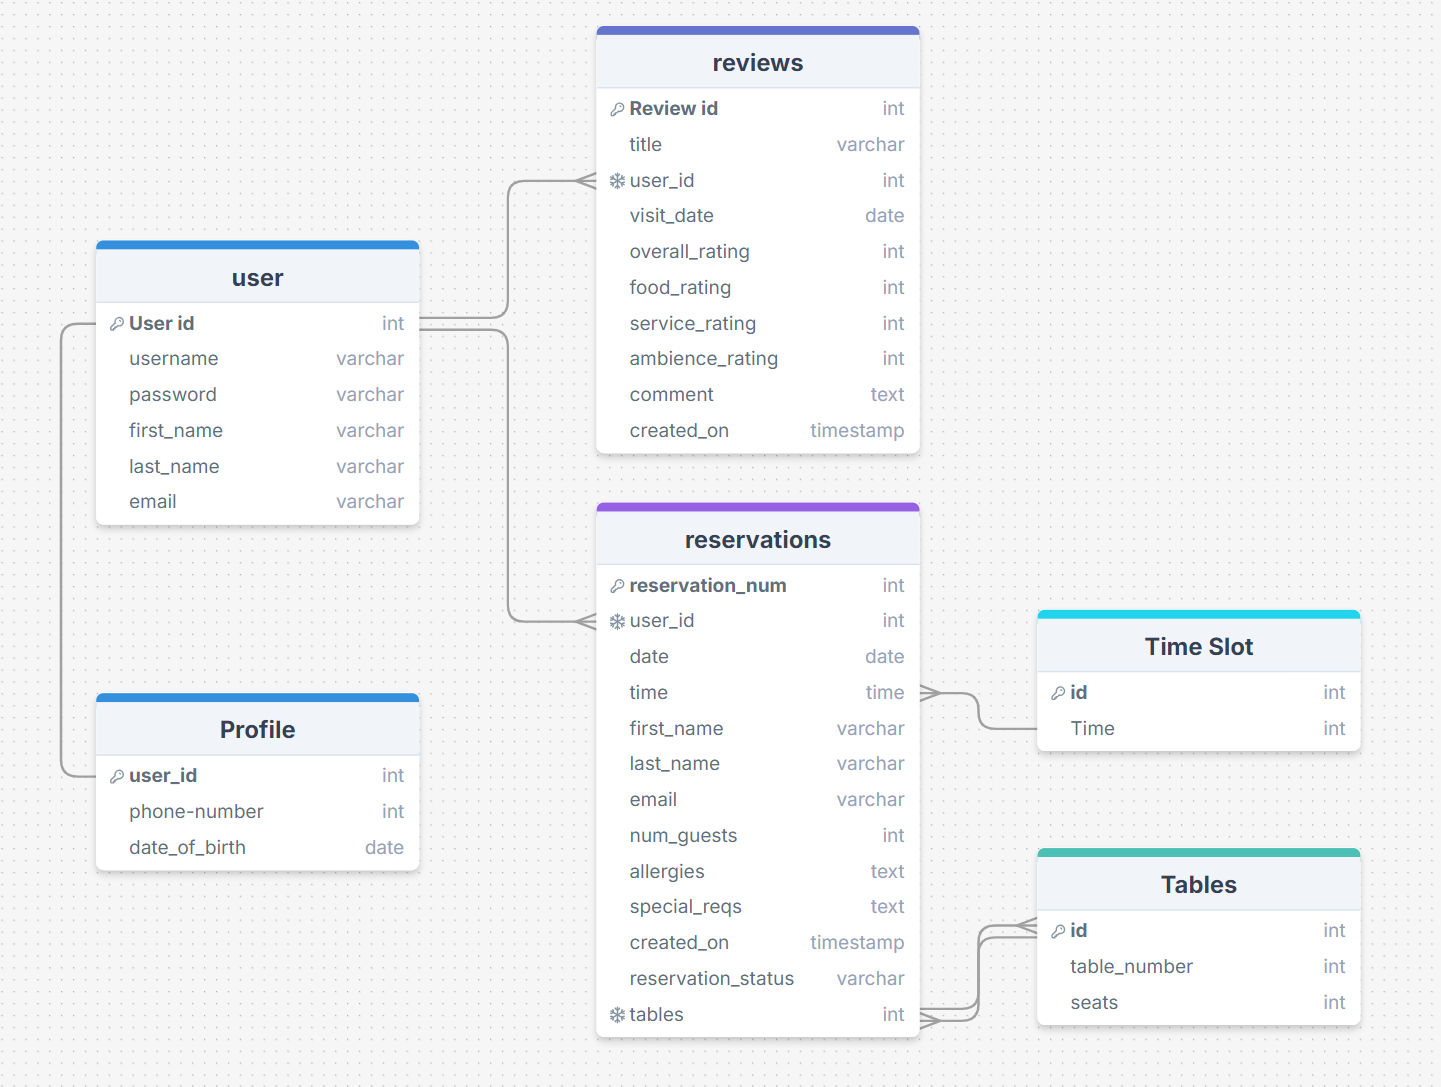 reviews
Review id int
title varchar
user_id int
visit_date date
overall_rating int
food_rating int
service_rating int
ambience_rating int
comment text
created_on timestamp
user
User id int
username varchar
password varchar
first_name varchar
last_name varchar
email varchar
reservations
reservation_num int
user_id int
date date
time time
first_name varchar
last_name varchar
email varchar
num_guests int
allergies text
special_reqs text
created_on timestamp
reservation_status varchar
tables int
Time Slot
id int
Time int
Profile
user_id int
phone-number int
date_of_birth date
Tables
id int
table_number int
seats int